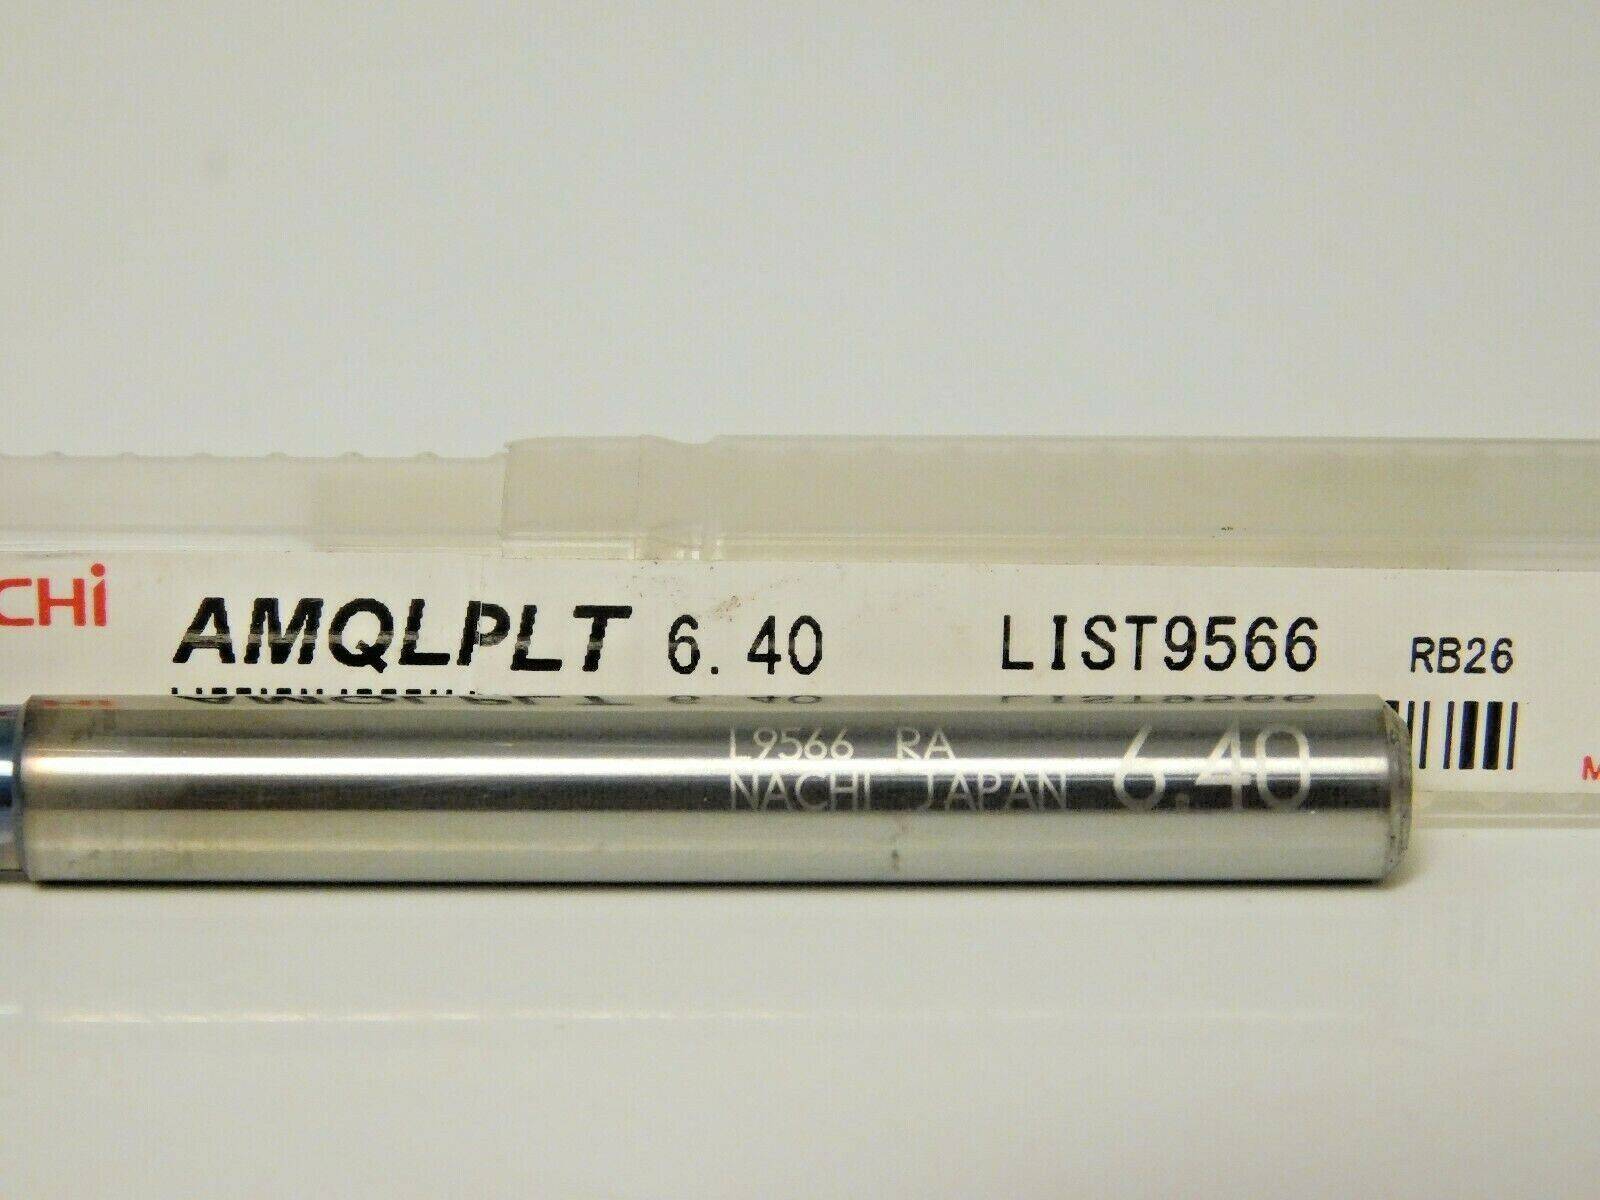 CHi AMQLPLT 6.40 LIST9566 RB26
L9566 RA
NACHI JAPAN 6.40
M